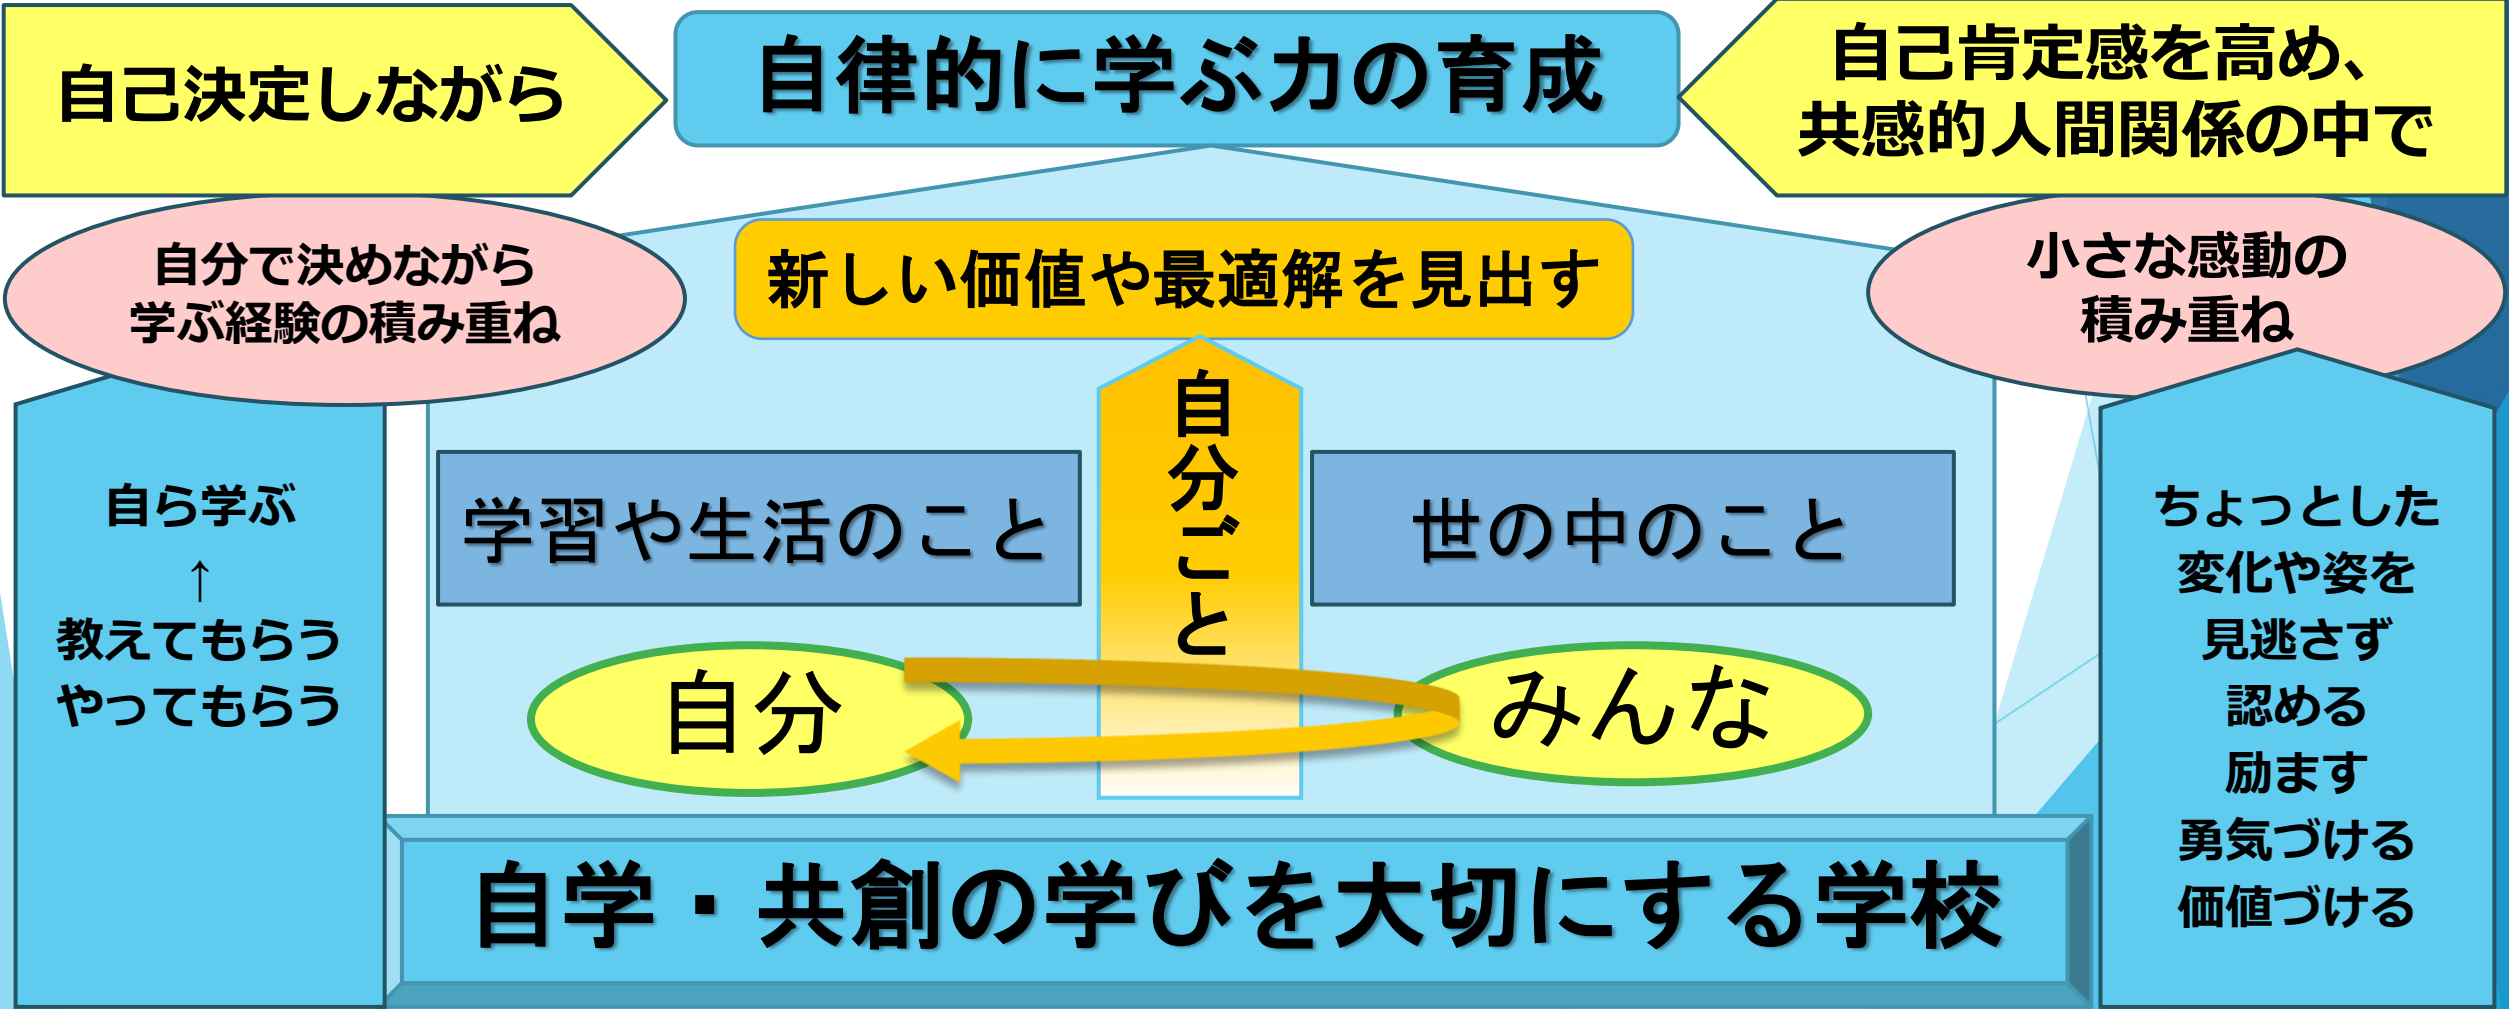 自己決定しながら
自律的に学ぶ力の育成
自己肯定感を高め、
共感的人間関係の中で
自分で決めながら
学ぶ経験の積み重ね
新しい価値や最適解を見出す
小さな感動の
積み重ね
自ら学ぶ
↑
教えてもらう
やってもらう
学習や生活のこと
自分ごと
世の中のこと
自分
みんな
ちょっとした
変化や姿を
見逃さず
認める
励ます
勇気づける
価値づける
自学・共創の学びを大切にする学校